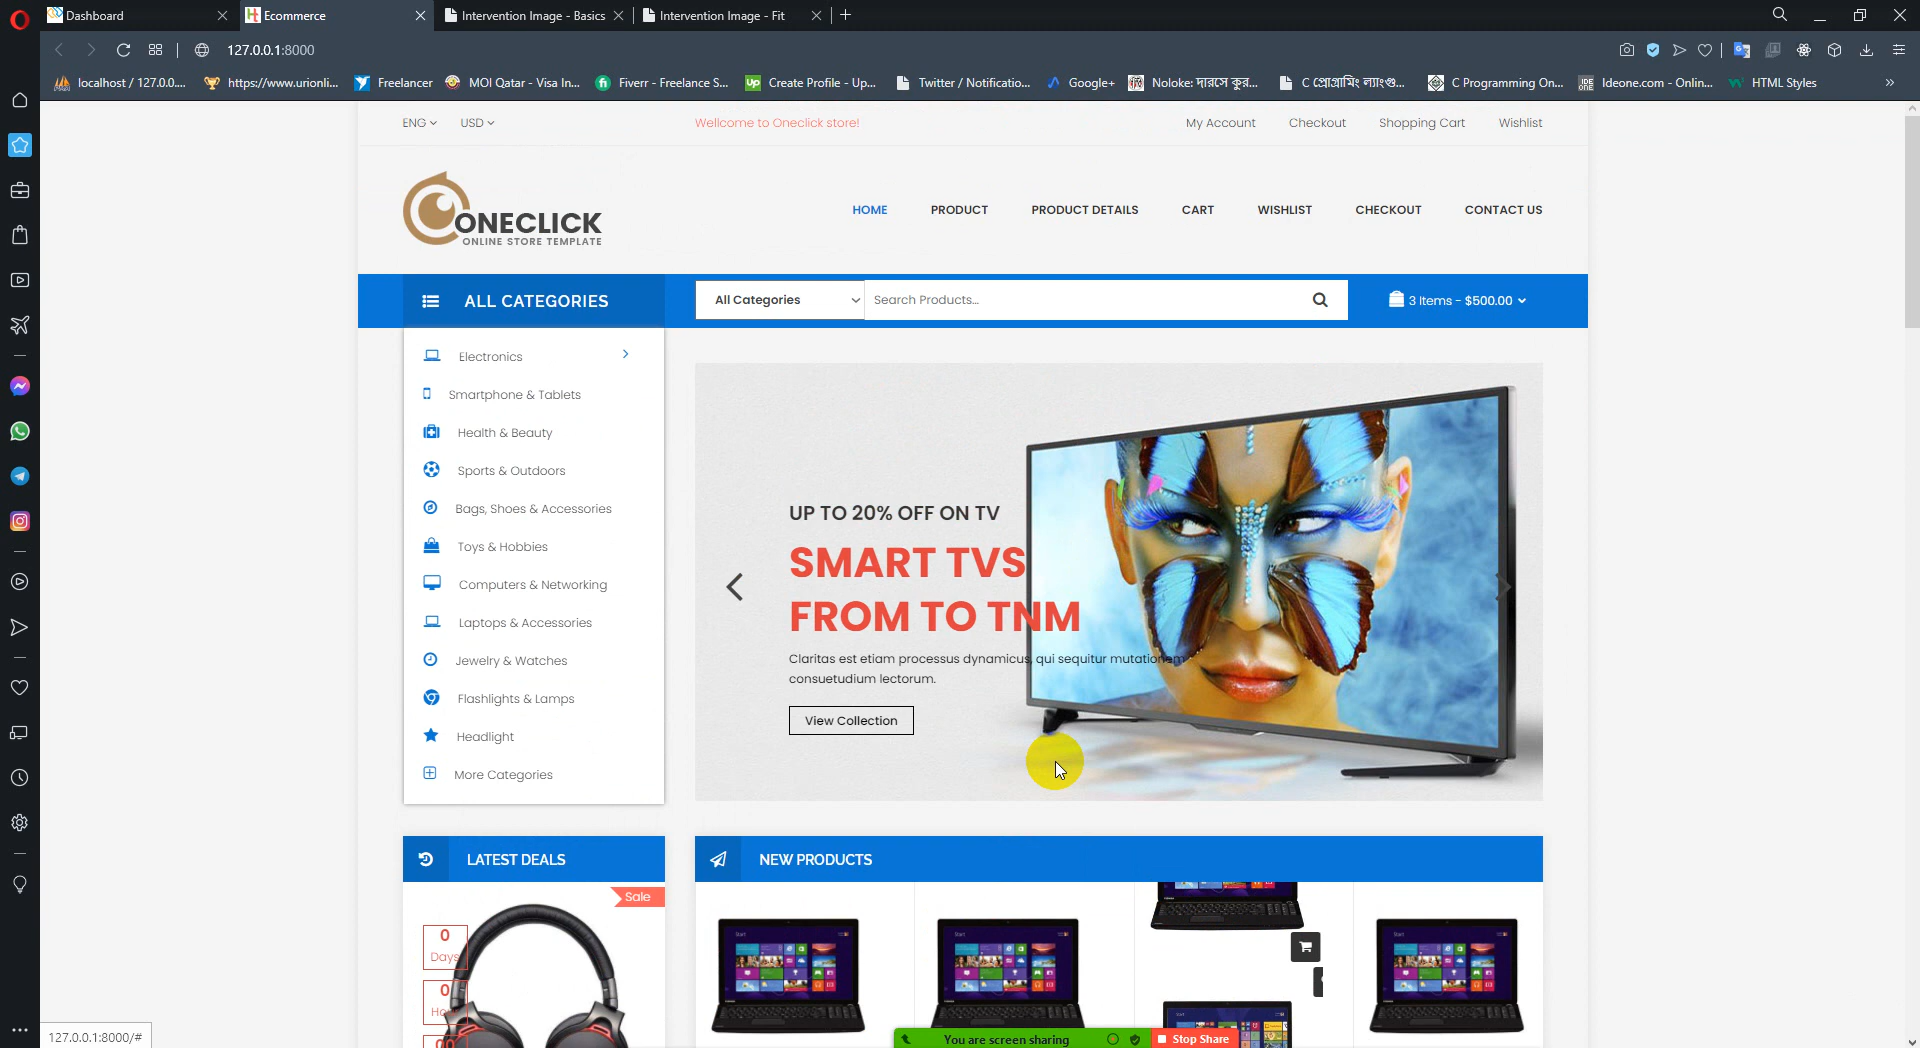 Dashboard
Ecommerce
Intervention Image - Basics
Intervention Image - Fit
127.0.0.1:8000
localhost / 127.0.0....
https://www.urionli...
Freelancer
MOI Qatar - Visa In...
Fiverr - Freelance S...
Up Create Profile - Up...
Twitter / Notificatio...
Google+
Noloke: দারসে কুর...
C প্রোগ্রামিং ল্যাংগু...
C Programming On...
Ideone.com - Onlin...
HTML Styles
ENG
USD
Wellcome to Oneclick store!
My Account
Checkout
Shopping Cart
Wishlist
ONECLICK
ONLINE STORE TEMPLATE
HOME
PRODUCT
PRODUCT DETAILS
CART
WISHLIST
CHECKOUT
CONTACT US
ALL CATEGORIES
All Categories
Search Products...
3 Items - $500.00
Electronics
Smartphone & Tablets
Health & Beauty
Sports & Outdoors
Bags, Shoes & Accessories
Toys & Hobbies
Computers & Networking
Laptops & Accessories
Jewelry & Watches
Flashlights & Lamps
Headlight
More Categories
UP TO 20% OFF ON TV
SMART TVS
FROM TO TNM
Claritas est etiam processus dynamicus, qui sequitur mutationem
consuetudium lectorum.
View Collection
LATEST DEALS
Sale
0
Days
0
NEW PRODUCTS
127.0.0.1:8000/#
You are screen sharing
Stop Share